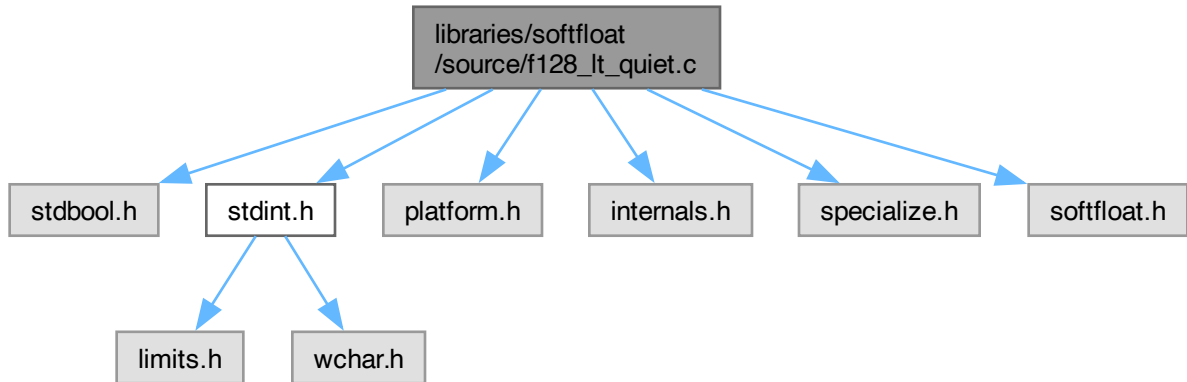 libraries/softfloat
/source/f128_lt_quiet.c
stdbool.h
stdint.h
platform.h
internals.h
specialize.h
softfloat.h
limits.h
wchar.h